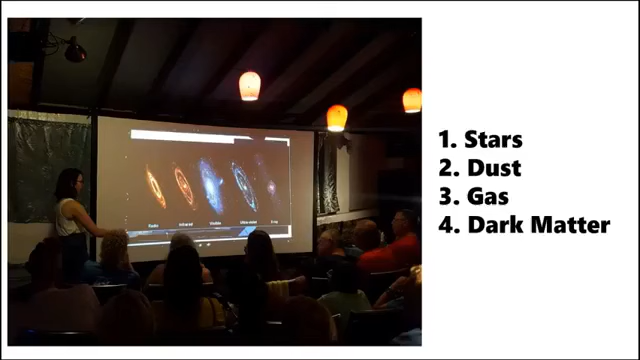 1. Stars
2. Dust
3. Gas
4. Dark Matter